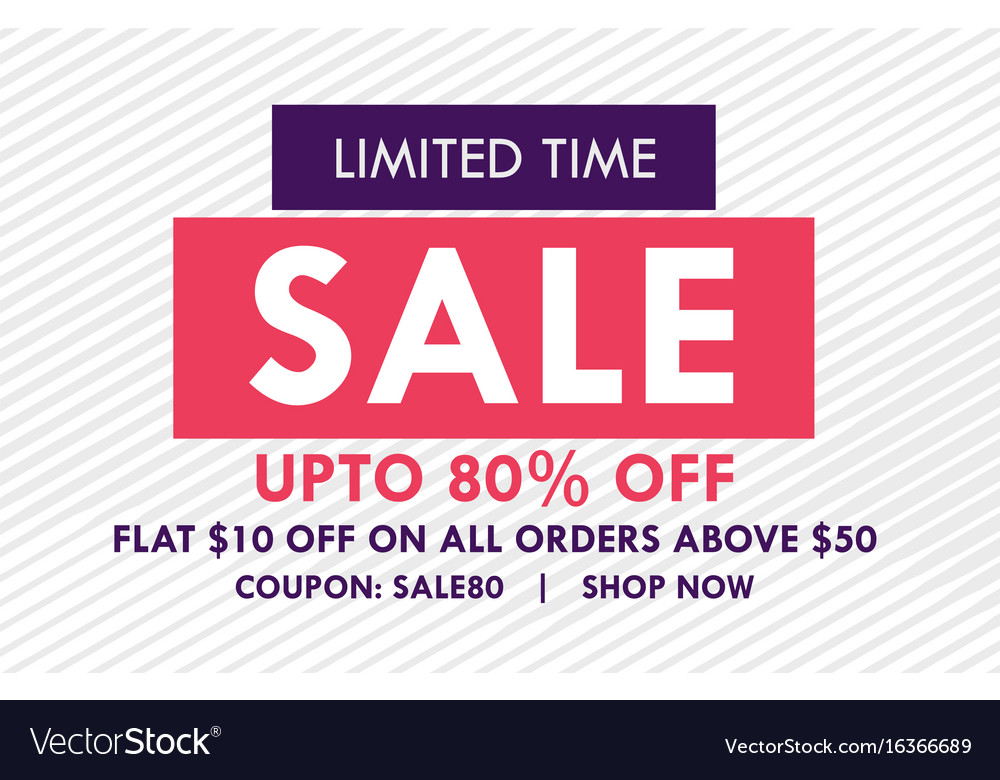 LIMITED TIME
SALE
UPTO 80% OFF
FLAT $10 OFF ON ALL ORDERS ABOVE $50
COUPON: SALE80 | SHOP NOW
VectorStock® VectorStock.com/16366689